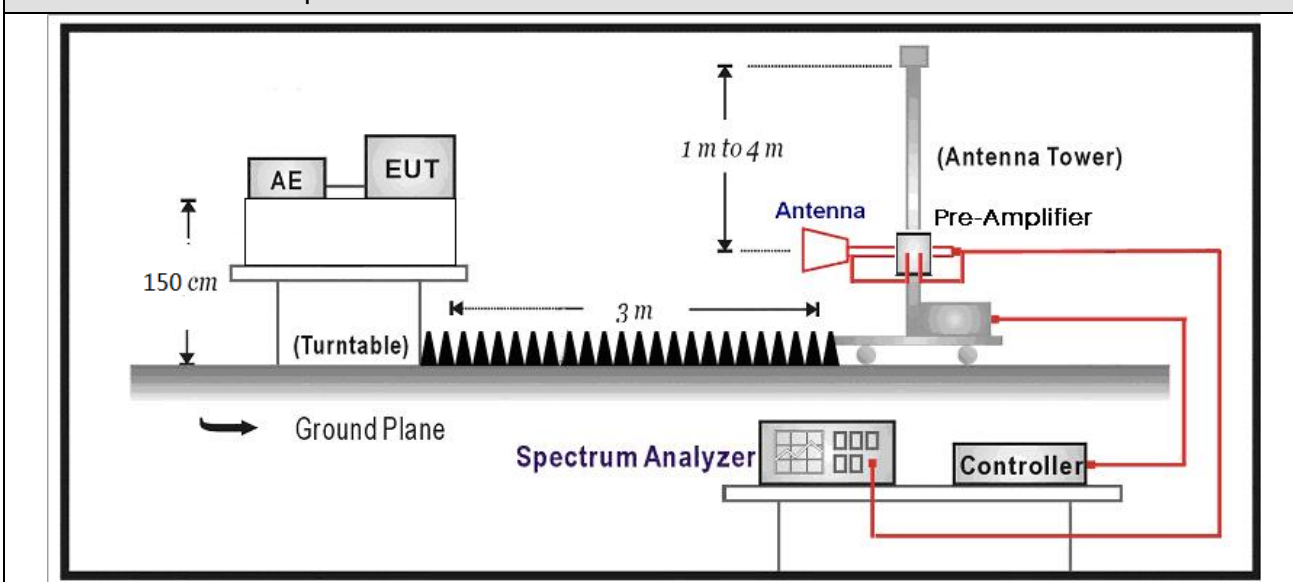 1 m to 4 m
(Antenna Tower)
AE
EUT
Antenna
Pre-Amplifier
150 cm
3 m
(Turntable)
Ground Plane
Spectrum Analyzer
Controller